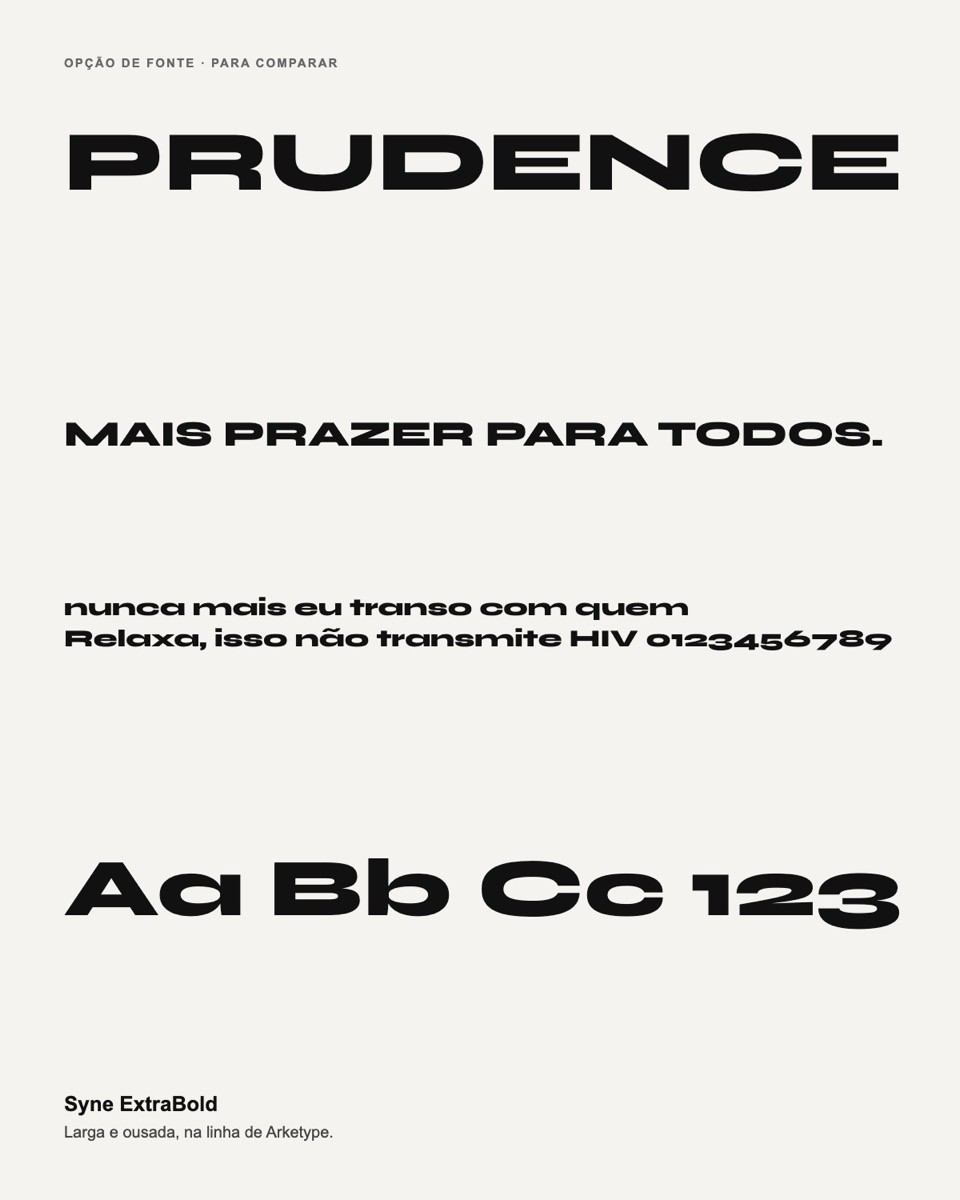 OPÇÃO DE FONTE · PARA COMPARAR
PRUDENCE
MAIS PRAZER PARA TODOS.
nunca mais eu transo com quem
Relaxa, isso não transmite HIV 0123456789
Aa Bb Cc 123
Syne ExtraBold
Larga e ousada, na linha de Arketype.